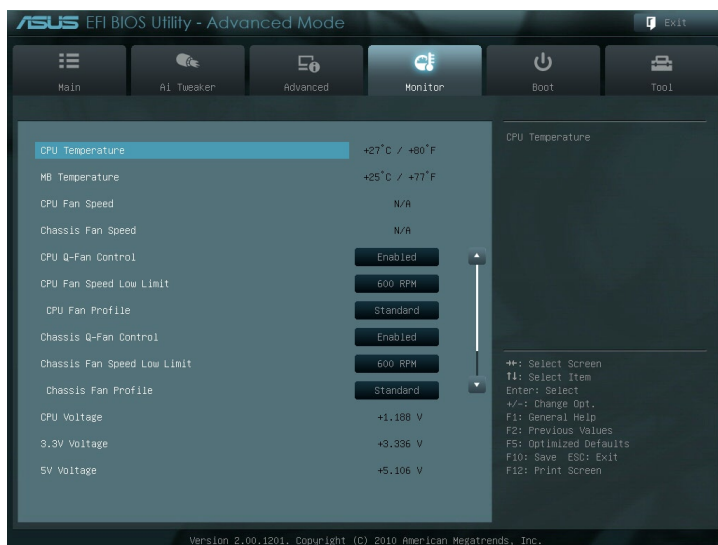 ASUS EFI BIOS Utility - Advanced Mode
Exit
Main Ai Tweaker Advanced Monitor Boot Tool
CPU Temperature +27°C / +80°F
MB Temperature +25°C / +77°F
CPU Fan Speed N/A
Chassis Fan Speed N/A
CPU Q-Fan Control Enabled
CPU Fan Speed Low Limit 600 RPM
CPU Fan Profile Standard
Chassis Q-Fan Control Enabled
Chassis Fan Speed Low Limit 600 RPM
Chassis Fan Profile Standard
CPU Voltage +1.188 V
3.3V Voltage +3.336 V
5V Voltage +5.106 V
CPU Temperature
→←: Select Screen
↑↓: Select Item
Enter: Select
+/-: Change Opt.
F1: General Help
F2: Previous Values
F5: Optimized Defaults
F10: Save ESC: Exit
F12: Print Screen
Version 2.00.1201. Copyright (C) 2010 American Megatrends, Inc.